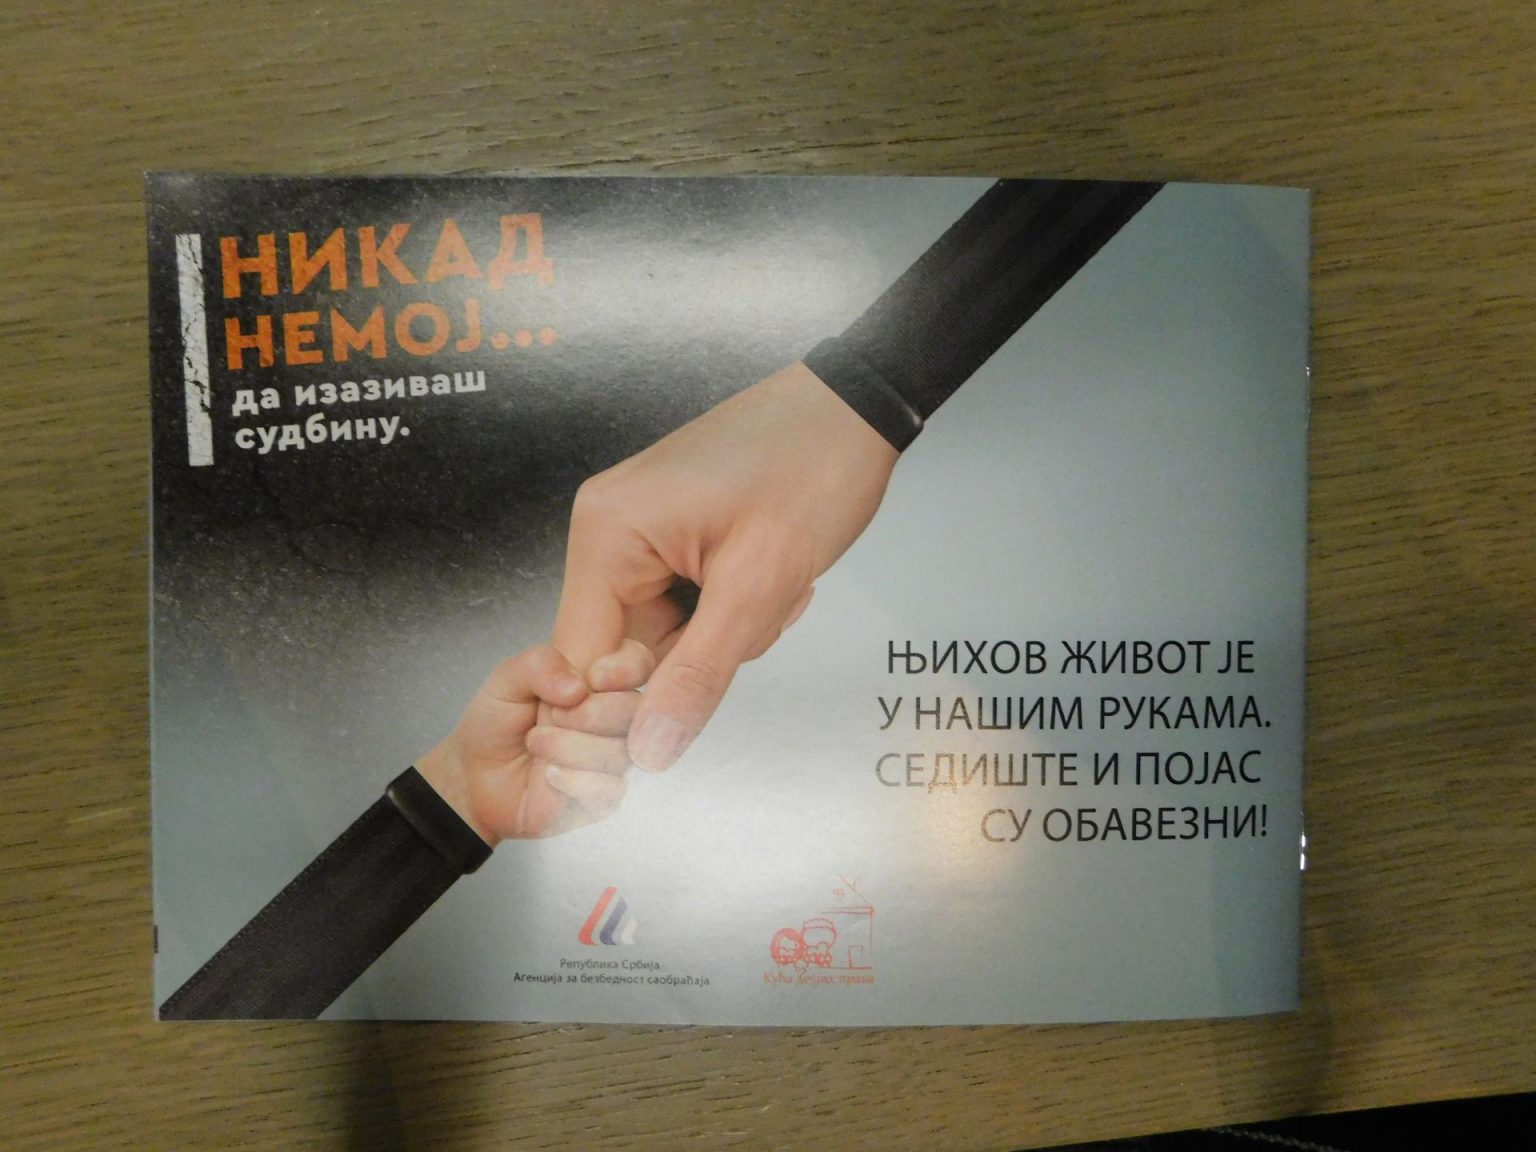 НИКАД
НЕМОЈ...
да изазиваш
судбину.
ЊИХОВ ЖИВОТ ЈЕ
У НАШИМ РУКАМА.
СЕДИШТЕ И ПОЈАС
СУ ОБАВЕЗНИ!
Република Србија
Агенција за безбедност саобраћаја
Кућа дечјих права